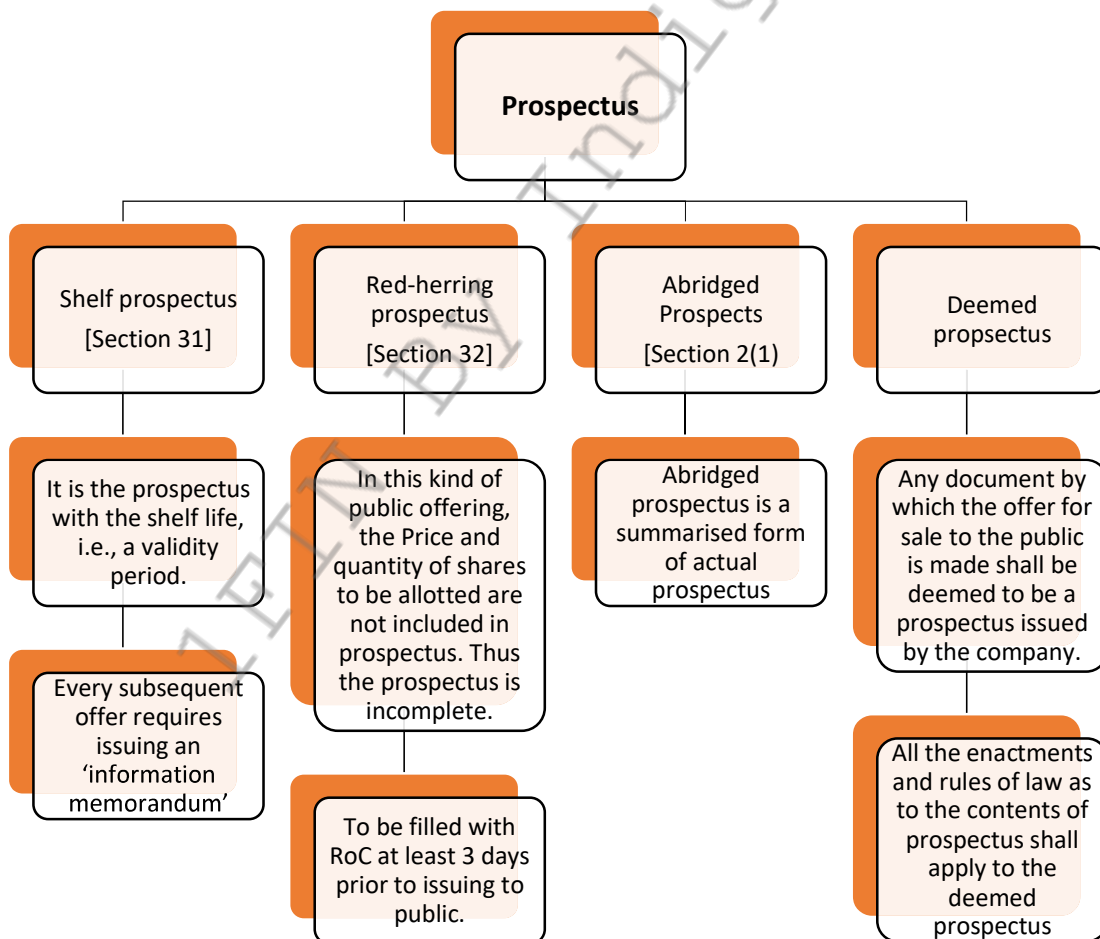 Prospectus
Shelf prospectus
[Section 31]
It is the prospectus
with the shelf life,
i.e., a validity
period.
Every subsequent
offer requires
issuing an
‘information
memorandum’
Red-herring
prospectus
[Section 32]
In this kind of
public offering,
the Price and
quantity of shares
to be allotted are
not included in
prospectus. Thus
the prospectus is
incomplete.
To be filled with
RoC at least 3 days
prior to issuing to
public.
Abridged
Prospects
[Section 2(1)
Abridged
prospectus is a
summarised form
of actual
prospectus
Deemed
propsectus
Any document by
which the offer for
sale to the public
is made shall be
deemed to be a
prospectus issued
by the company.
All the enactments
and rules of law as
to the contents of
prospectus shall
apply to the
deemed
prospectus
By